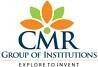 CMR
GROUP OF INSTITUTIONS
EXPLORE TO INVENT